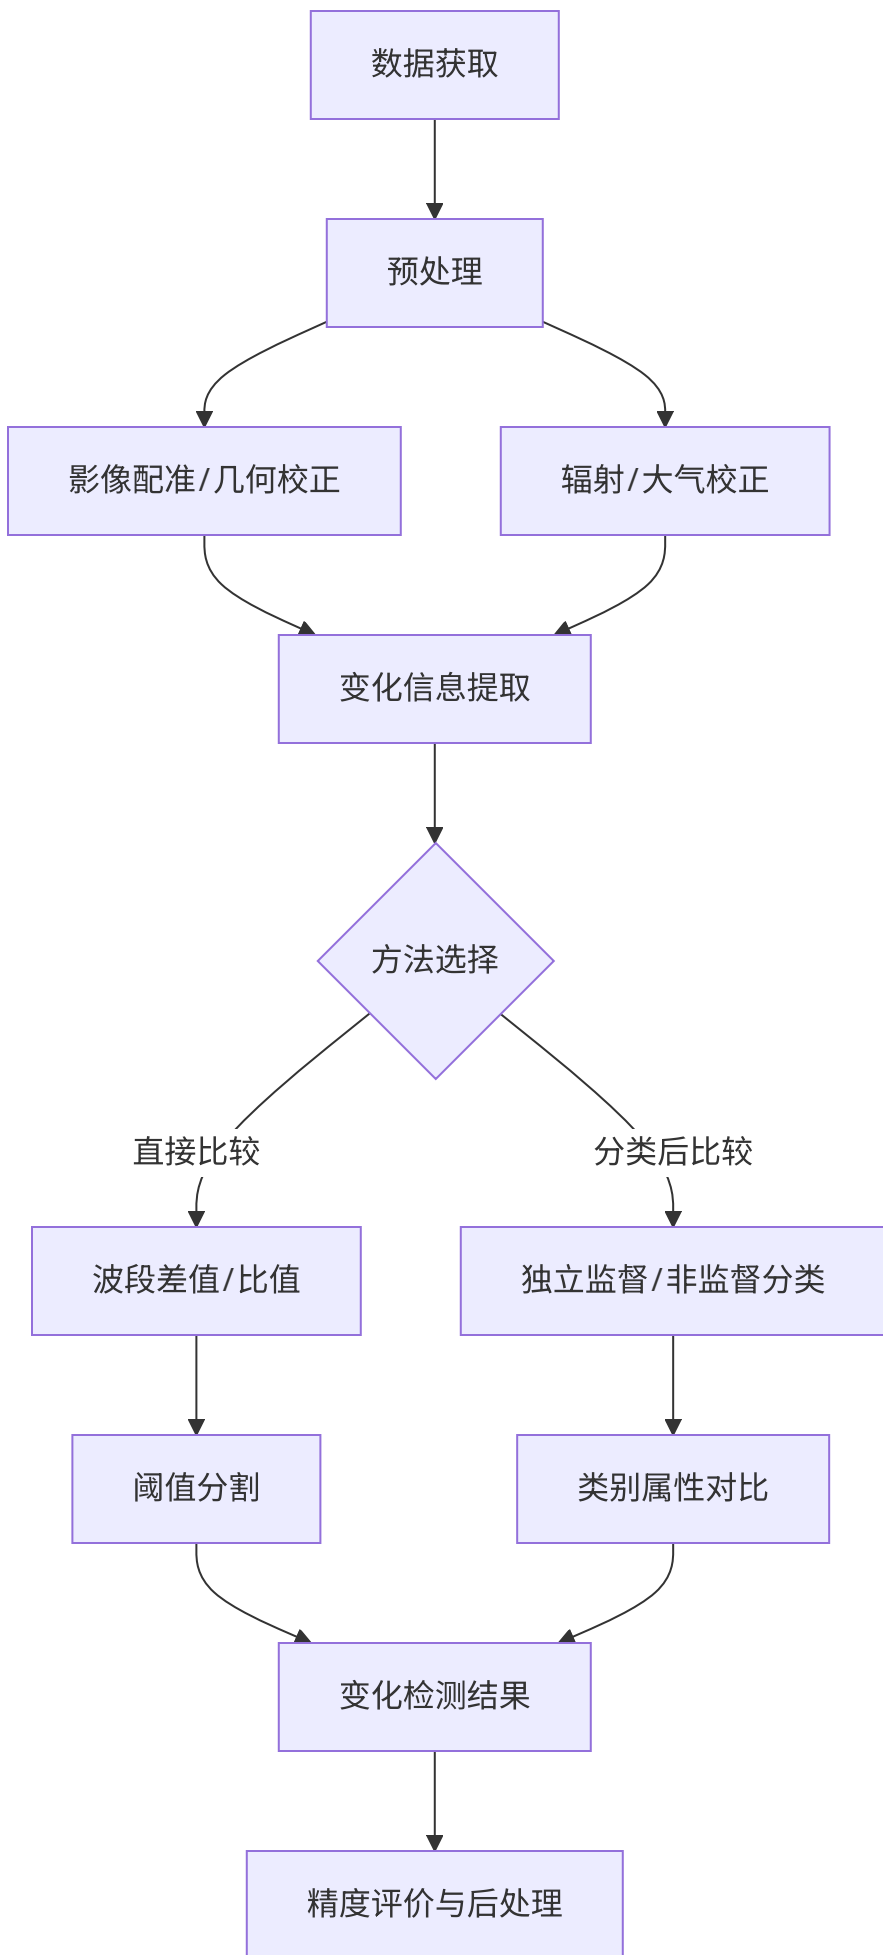 数据获取
预处理
影像配准/几何校正
辐射/大气校正
变化信息提取
方法选择
直接比较
分类后比较
波段差值/比值
独立监督/非监督分类
阈值分割
类别属性对比
变化检测结果
精度评价与后处理